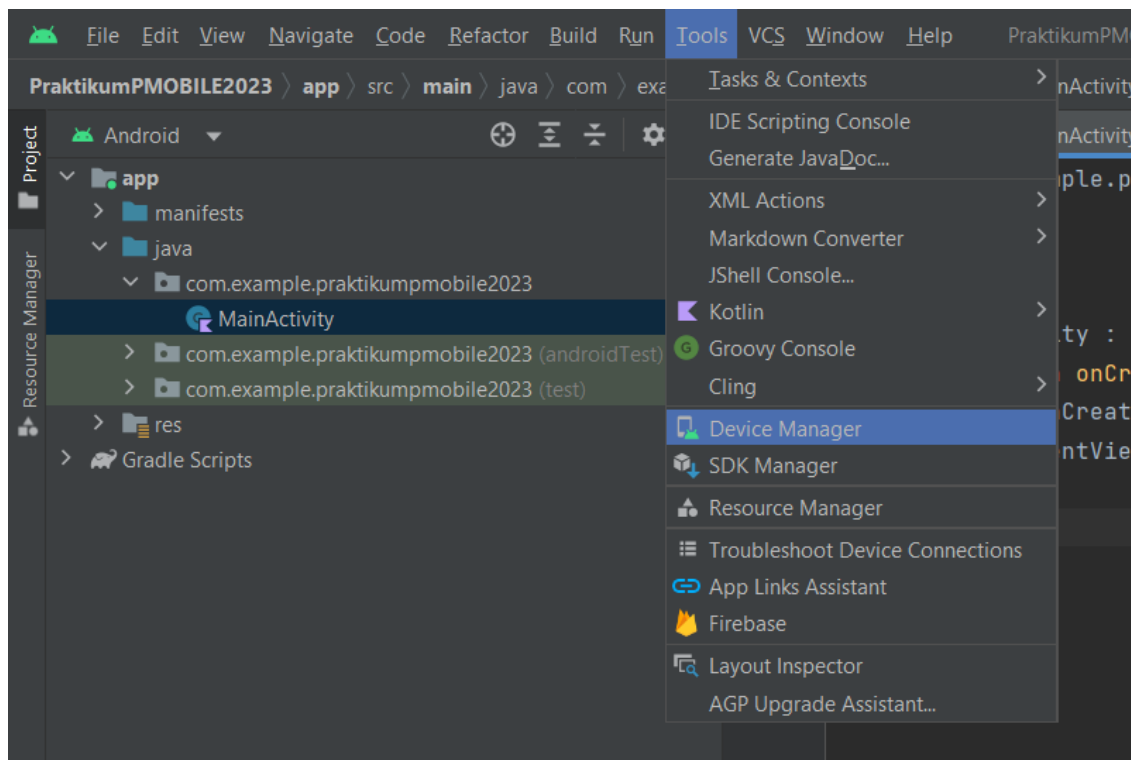 File Edit View Navigate Code Refactor Build Run Tools VCS Window Help PraktikumPM
PraktikumPMOBILE2023 app src main java com exa
nActivity
Android
nActivity
Project
Resource Manager
app
manifests
java
com.example.praktikumpmobile2023
MainActivity
com.example.praktikumpmobile2023 (androidTest)
com.example.praktikumpmobile2023 (test)
res
Gradle Scripts
Tasks & Contexts
IDE Scripting Console
Generate JavaDoc...
XML Actions
Markdown Converter
JShell Console...
Kotlin
Groovy Console
Cling
Device Manager
SDK Manager
Resource Manager
Troubleshoot Device Connections
App Links Assistant
Firebase
Layout Inspector
AGP Upgrade Assistant...
ple.p
ty :
onCr
Creat
ntVie